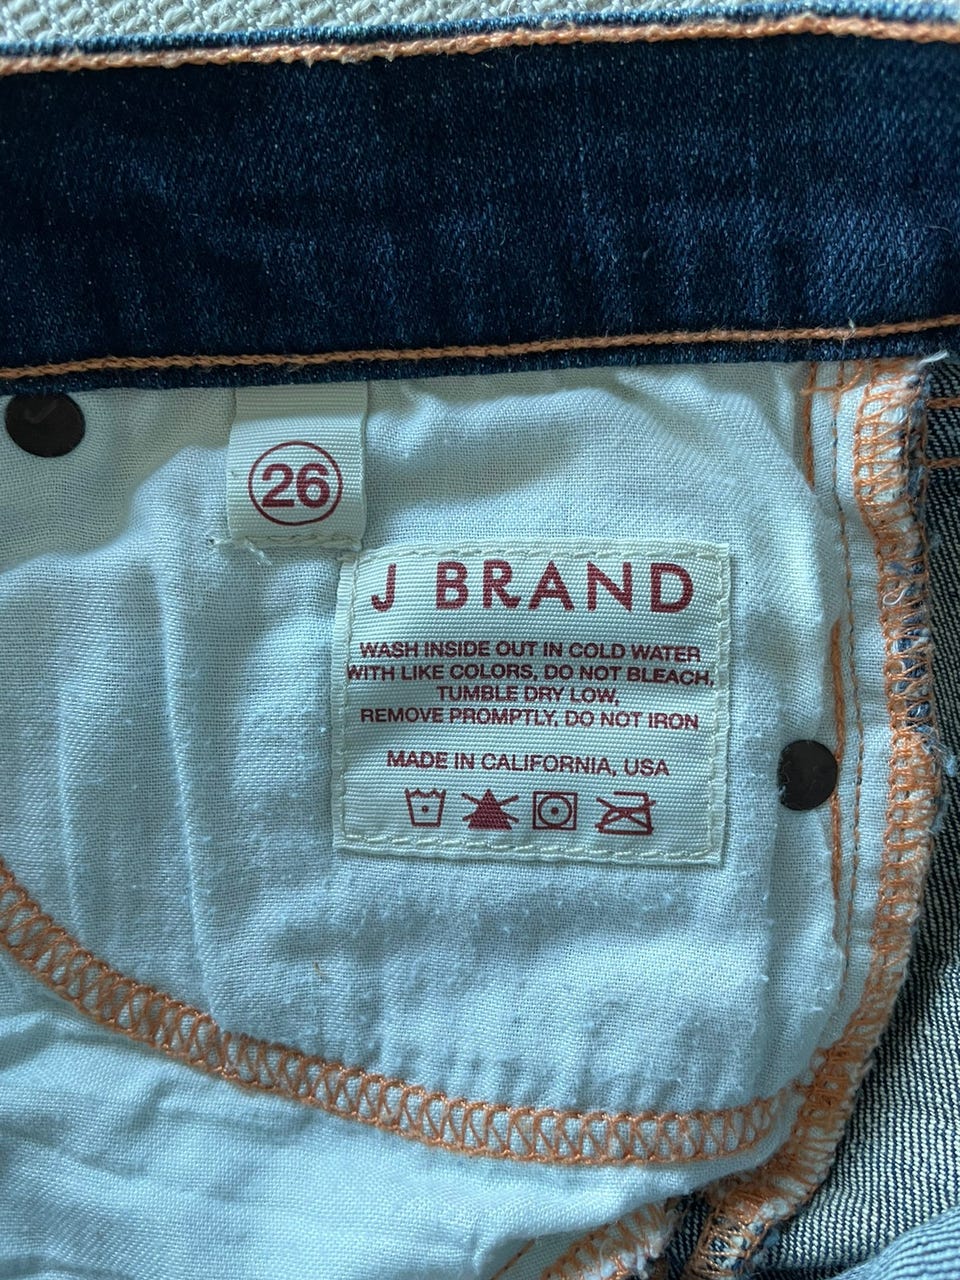 26
J BRAND
WASH INSIDE OUT IN COLD WATER
WITH LIKE COLORS, DO NOT BLEACH,
TUMBLE DRY LOW,
REMOVE PROMPTLY, DO NOT IRON
MADE IN CALIFORNIA, USA